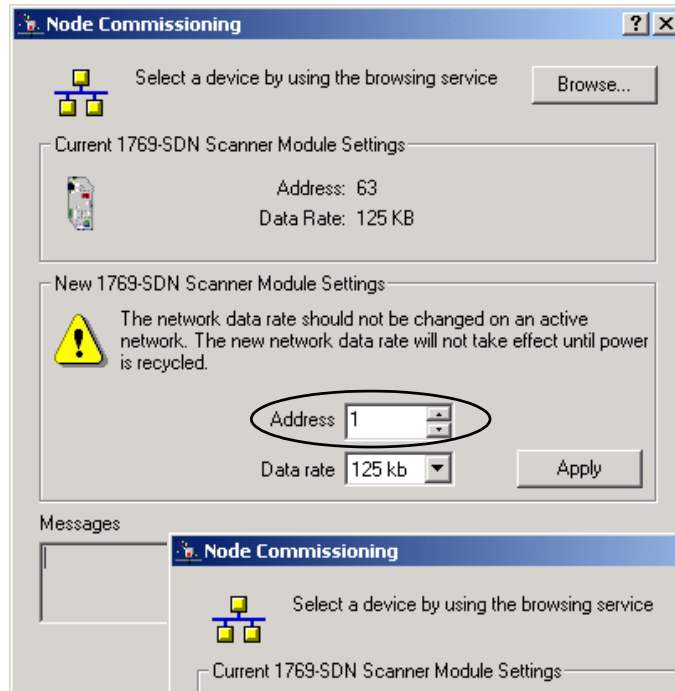 Node Commissioning
Select a device by using the browsing service
Browse...
Current 1769-SDN Scanner Module Settings
Address: 63
Data Rate: 125 KB
New 1769-SDN Scanner Module Settings
The network data rate should not be changed on an active
network. The new network data rate will not take effect until power
is recycled.
Address 1
Data rate 125 kb
Apply
Messages
Node Commissioning
Select a device by using the browsing service
Current 1769-SDN Scanner Module Settings